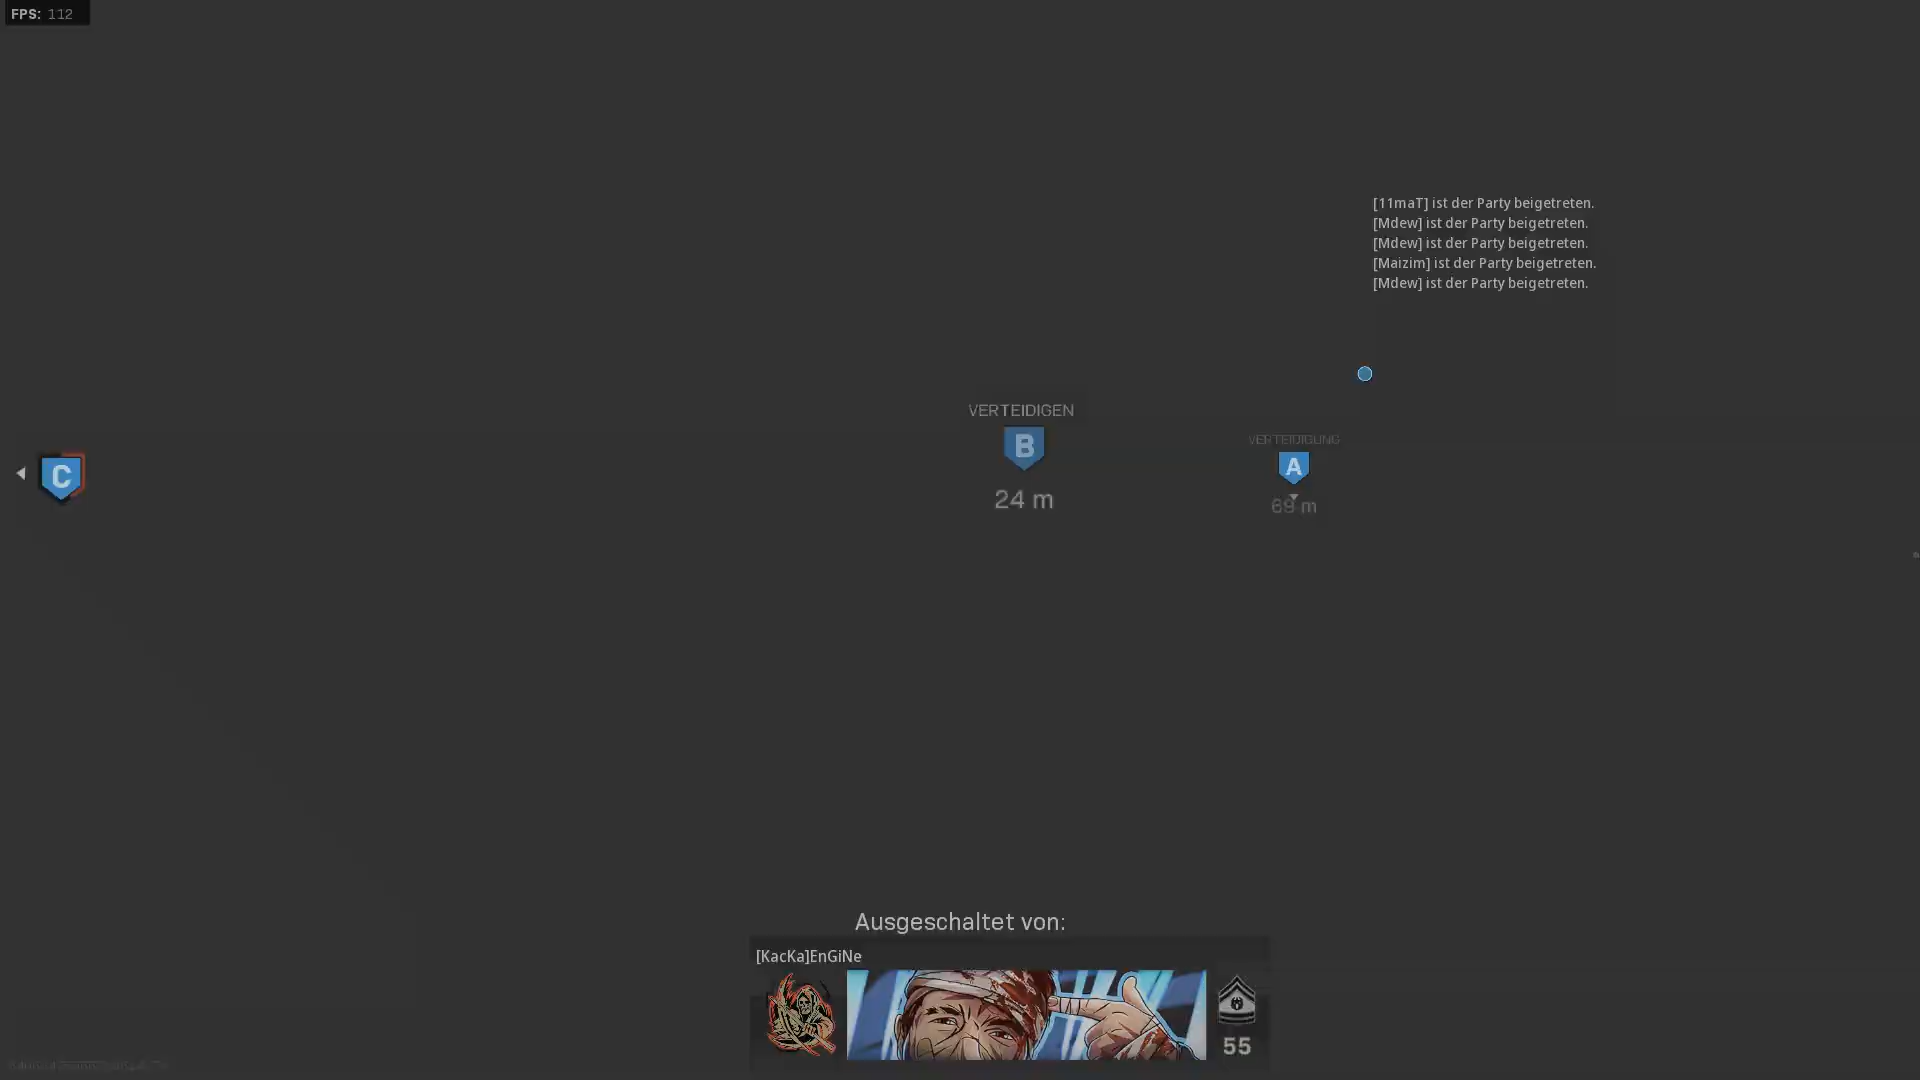 FPS: 112
[11maT] ist der Party beigetreten.
[Mdew] ist der Party beigetreten.
[Mdew] ist der Party beigetreten.
[Maizim] ist der Party beigetreten.
[Mdew] ist der Party beigetreten.
VERTEIDIGEN
B
24 m
VERTEIDIGUNG
A
69 m
C
Ausgeschaltet von:
[KacKa]EnGiNe
55